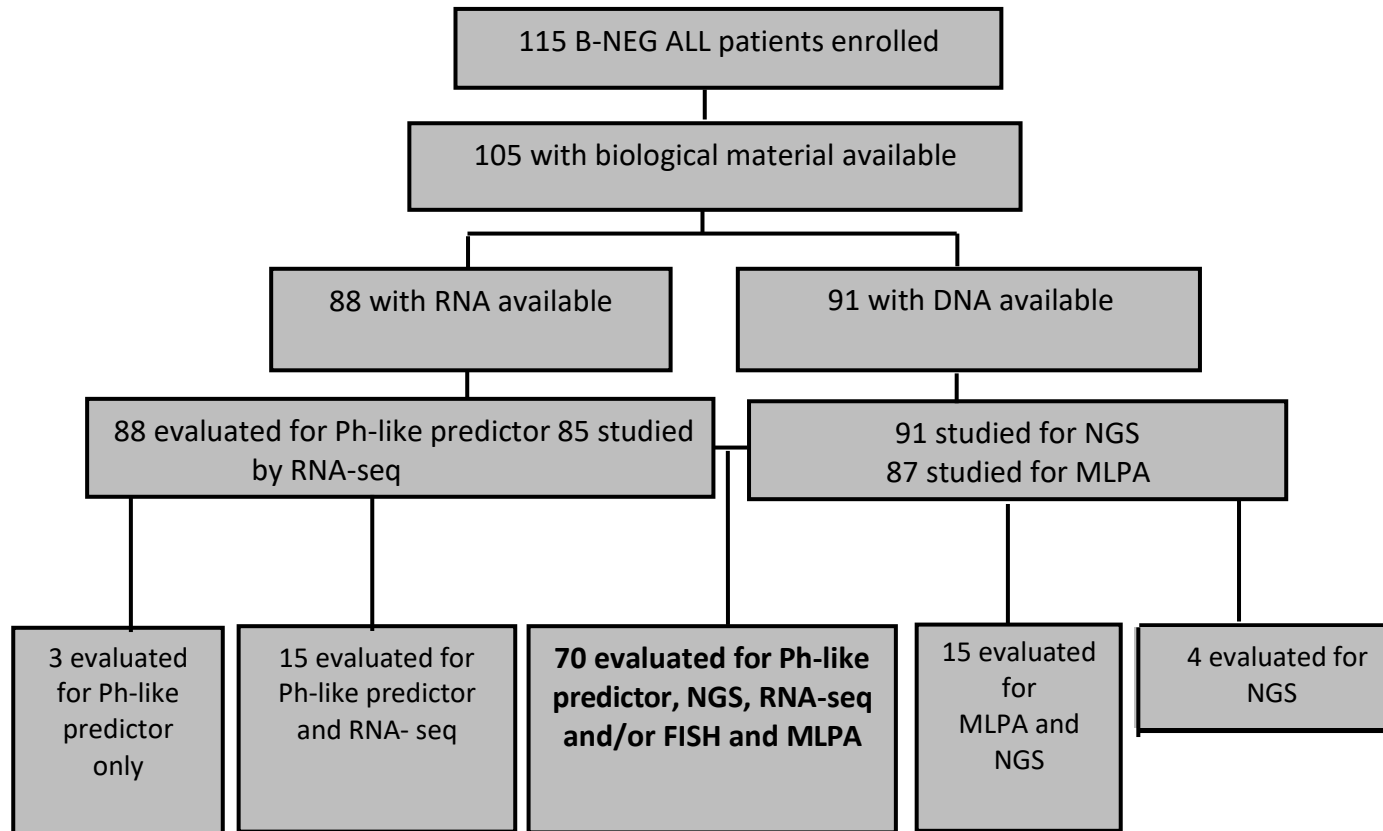 115 B-NEG ALL patients enrolled
105 with biological material available
88 with RNA available
91 with DNA available
88 evaluated for Ph-like predictor 85 studied
by RNA-seq
91 studied for NGS
87 studied for MLPA
3 evaluated
for Ph-like
predictor
only
15 evaluated for
Ph-like predictor
and RNA- seq
70 evaluated for Ph-like
predictor, NGS, RNA-seq
and/or FISH and MLPA
15 evaluated
for
MLPA and
NGS
4 evaluated for
NGS